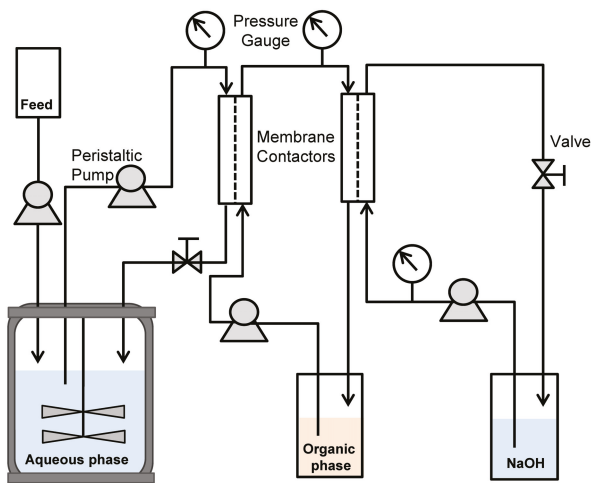 Pressure
Gauge
Feed
Peristaltic
Pump
Membrane
Contactors
Valve
Aqueous phase
Organic
phase
NaOH